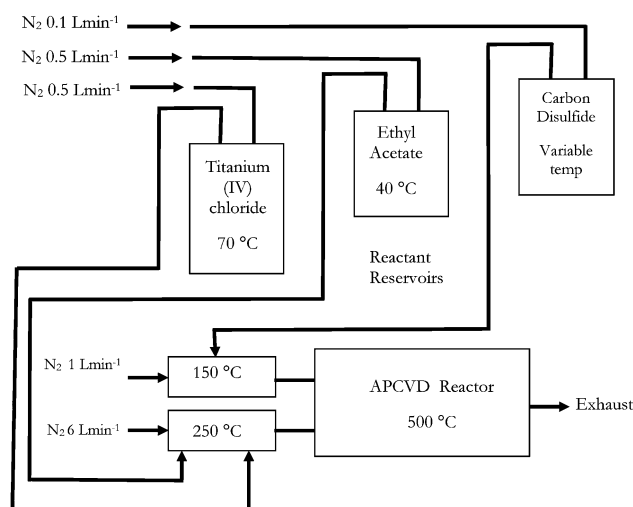 N₂ 0.1 Lmin⁻¹
N₂ 0.5 Lmin⁻¹
N₂ 0.5 Lmin⁻¹
Carbon
Disulfide
Variable
temp
Ethyl
Acetate
40 °C
Titanium
(IV)
chloride
70 °C
Reactant
Reservoirs
N₂ 1 Lmin⁻¹
150 °C
APCVD Reactor
500 °C
Exhaust
N₂ 6 Lmin⁻¹
250 °C